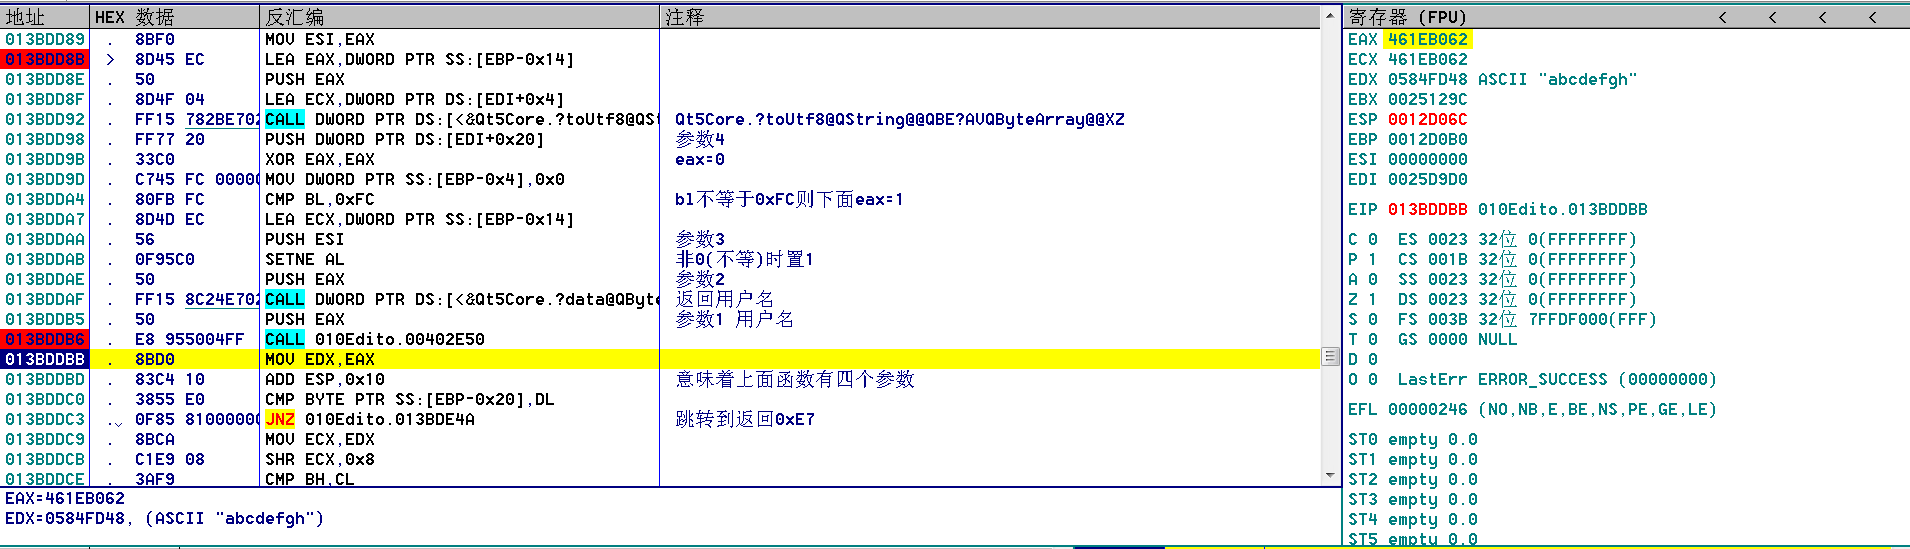 地址 HEX 数据 反汇编 注释
013BDD89 . 8BF0 MOV ESI,EAX
013BDD8B > 8D45 EC LEA EAX,DWORD PTR SS:[EBP-0x14]
013BDD8E . 50 PUSH EAX
013BDD8F . 8D4F 04 LEA ECX,DWORD PTR DS:[EDI+0x4]
013BDD92 . FF15 782BE702 CALL DWORD PTR DS:[<&Qt5Core.?toUtf8@QSt Qt5Core.?toUtf8@QString@@QBE?AVQByteArray@@XZ
013BDD98 . FF77 20 PUSH DWORD PTR DS:[EDI+0x20] 参数4
013BDD9B . 33C0 XOR EAX,EAX eax=0
013BDD9D . C745 FC 00000 MOV DWORD PTR SS:[EBP-0x4],0x0
013BDDA4 . 80FB FC CMP BL,0xFC bl不等于0xFC则下面eax=1
013BDDA7 . 8D4D EC LEA ECX,DWORD PTR SS:[EBP-0x14]
013BDDAA . 56 PUSH ESI 参数3
013BDDAB . 0F95C0 SETNE AL 非0(不等)时置1
013BDDAE . 50 PUSH EAX 参数2
013BDDAF . FF15 8C24E702 CALL DWORD PTR DS:[<&Qt5Core.?data@QByte 返回用户名
013BDDB5 . 50 PUSH EAX 参数1 用户名
013BDDB6 . E8 955004FF CALL 010Edito.00402E50
013BDDBB . 8BD0 MOV EDX,EAX
013BDDBD . 83C4 10 ADD ESP,0x10 意味着上面函数有四个参数
013BDDC0 . 3855 E0 CMP BYTE PTR SS:[EBP-0x20],DL
013BDDC3 . 0F85 81000000 JNZ 010Edito.013BDE4A 跳转到返回0xE7
013BDDC9 . 8BCA MOV ECX,EDX
013BDDCB . C1E9 08 SHR ECX,0x8
013BDDCE . 3AF9 CMP BH,CL
EAX=461EB062
EDX=0584FD48, (ASCII "abcdefgh")
寄存器 (FPU) < < < <
EAX 461EB062
ECX 461EB062
EDX 0584FD48 ASCII "abcdefgh"
EBX 0025129C
ESP 0012D06C
EBP 0012D0B0
ESI 00000000
EDI 0025D9D0
EIP 013BDDBB 010Edito.013BDDBB
C 0 ES 0023 32位 0(FFFFFFFF)
P 1 CS 001B 32位 0(FFFFFFFF)
A 0 SS 0023 32位 0(FFFFFFFF)
Z 1 DS 0023 32位 0(FFFFFFFF)
S 0 FS 003B 32位 7FFDF000(FFF)
T 0 GS 0000 NULL
D 0
O 0 LastErr ERROR_SUCCESS (00000000)
EFL 00000246 (NO,NB,E,BE,NS,PE,GE,LE)
ST0 empty 0.0
ST1 empty 0.0
ST2 empty 0.0
ST3 empty 0.0
ST4 empty 0.0
ST5 empty 0.0